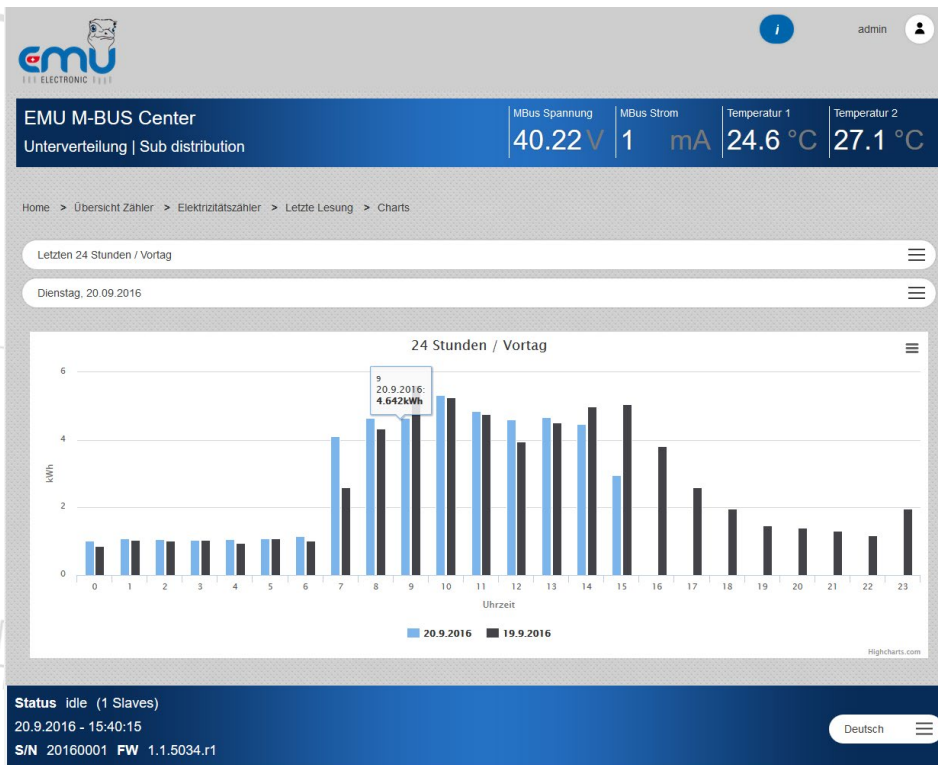 emu
ELECTRONIC
i
admin
EMU M-BUS Center
Unterverteilung | Sub distribution
MBus Spannung
40.22 V
MBus Strom
1 mA
Temperatur 1
24.6 °C
Temperatur 2
27.1 °C
Home > Übersicht Zähler > Elektrizitätszähler > Letzte Lesung > Charts
Letzten 24 Stunden / Vortag
Dienstag, 20.09.2016
24 Stunden / Vortag
9
20.9.2016:
4.642kWh
kWh
6
4
2
0
0 1 2 3 4 5 6 7 8 9 10 11 12 13 14 15 16 17 18 19 20 21 22 23
Uhrzeit
20.9.2016 19.9.2016
Highcharts.com
Status idle (1 Slaves)
20.9.2016 - 15:40:15
S/N 20160001 FW 1.1.5034.r1
Deutsch